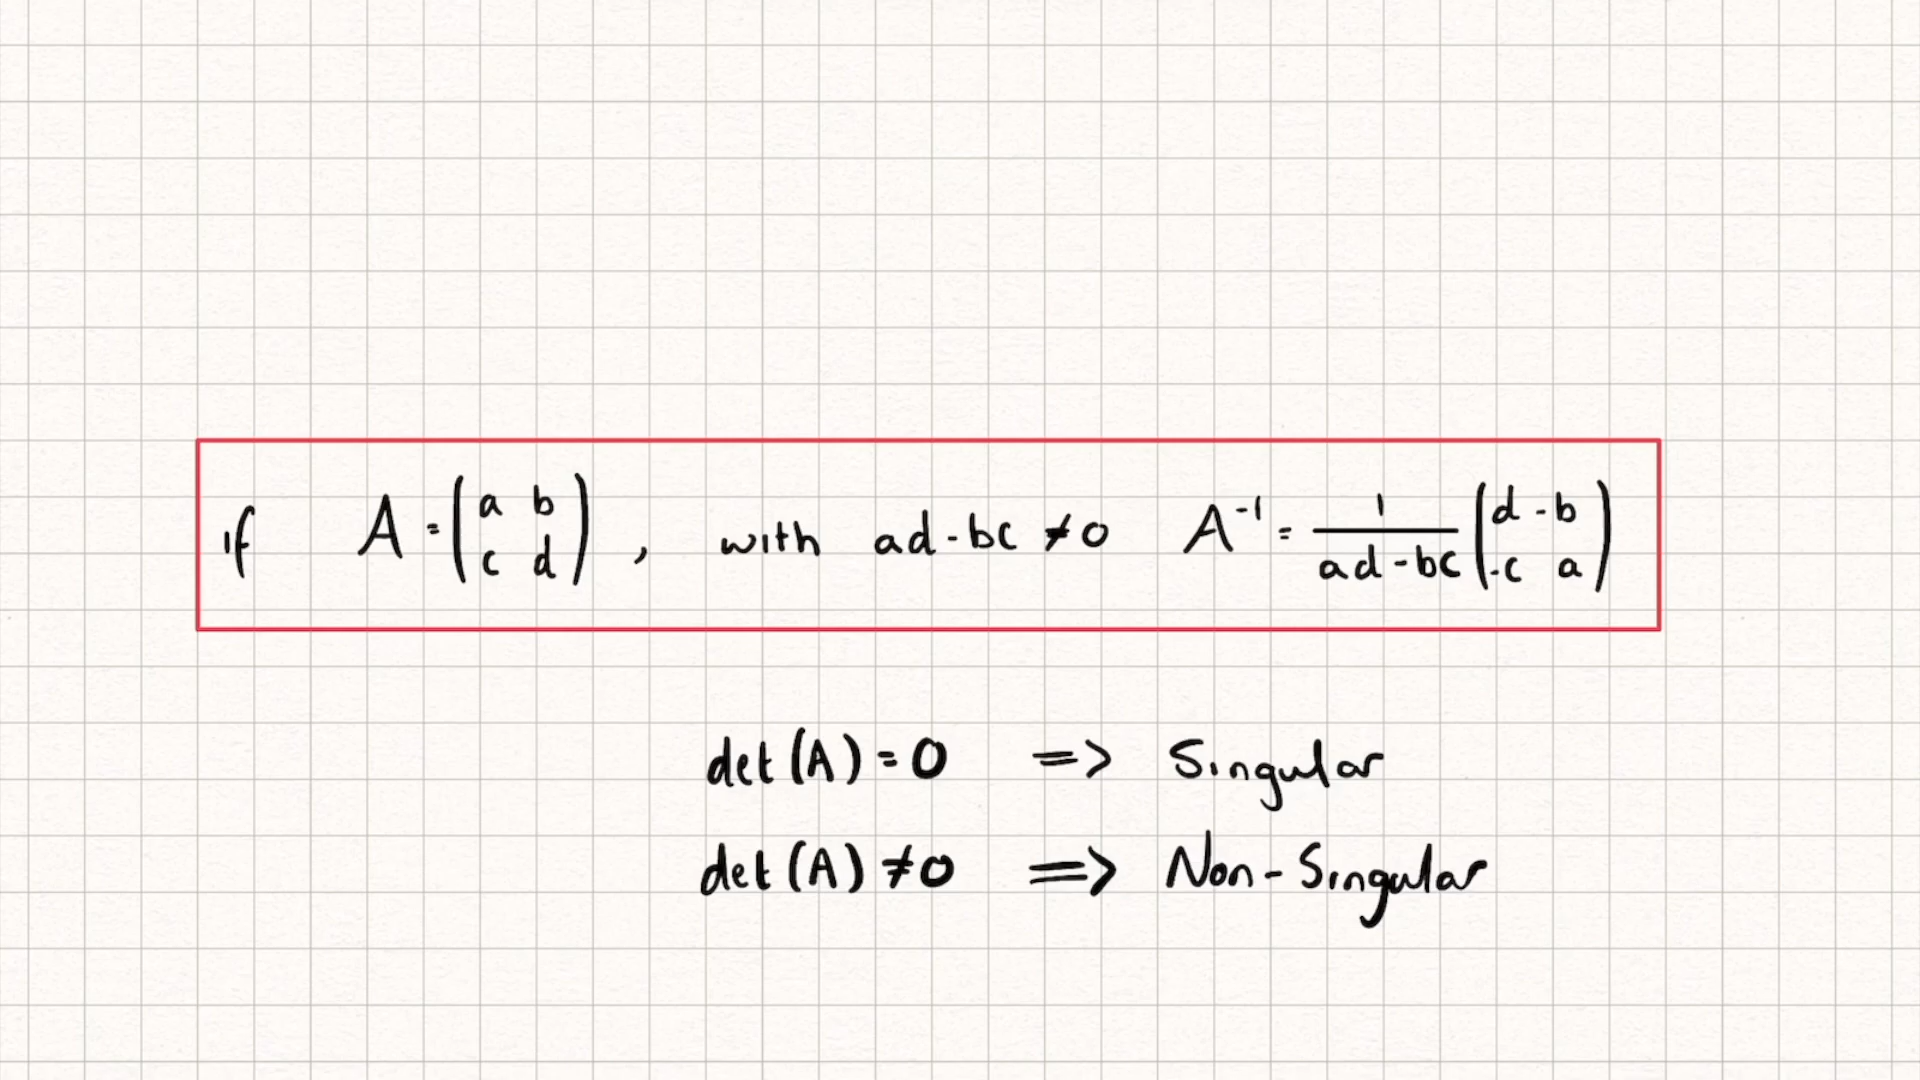 if A = (a b c d) , with ad - bc ≠ 0 A⁻¹ = 1/(ad - bc) (d -b -c a)
det (A) = 0 => Singular
det (A) ≠ 0 => Non-Singular